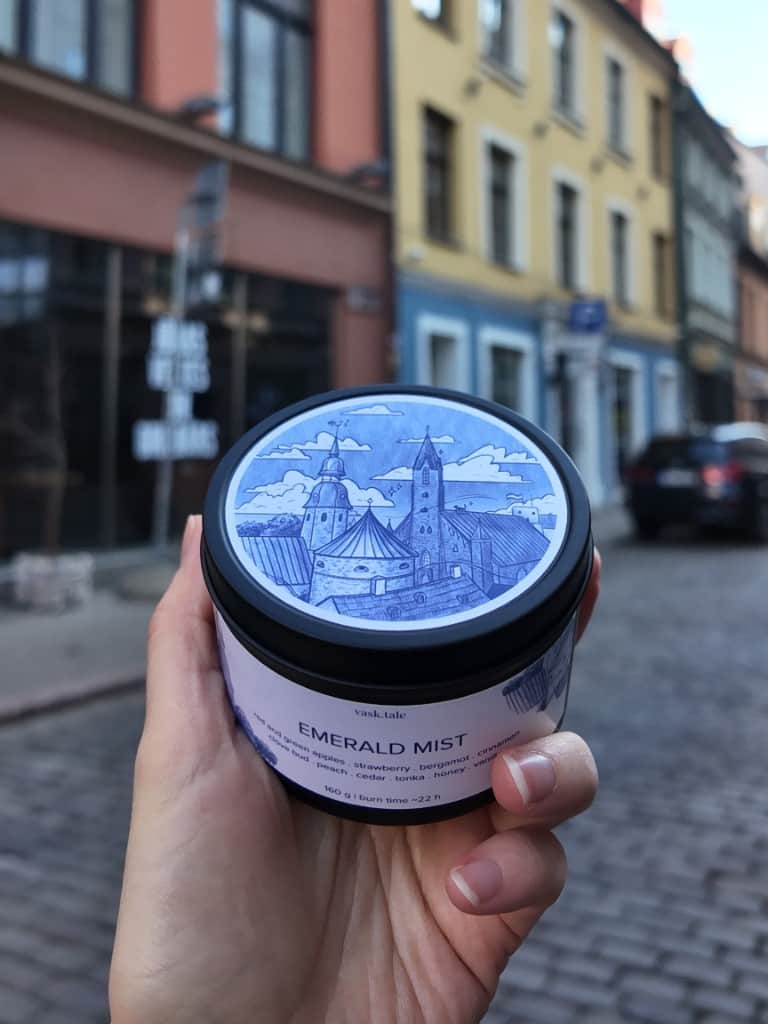 vask.tale
EMERALD MIST
red and green apples . strawberry . bergamot . cinnamon
clove bud . peach . cedar . tonka . honey .
160 g | burn time ~22 h